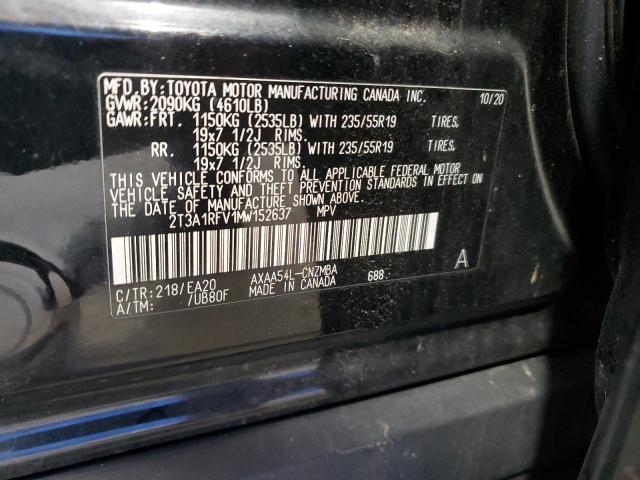 MFD.BY:TOYOTA MOTOR MANUFACTURING CANADA INC. 10/20
GVWR:2090KG (4610LB)
GAWR:FRT. 1150KG (2535LB) WITH 235/55R19 TIRES,
19x7 1/2J RIMS.
RR. 1150KG (2535LB) WITH 235/55R19 TIRES,
19x7 1/2J RIMS.
THIS VEHICLE CONFORMS TO ALL APPLICABLE FEDERAL MOTOR
VEHICLE SAFETY AND THEFT PREVENTION STANDARDS IN EFFECT
ON THE DATE OF MANUFACTURE SHOWN ABOVE.
2T3A1RFV1MW152637 MPV
C/TR:218/EA20 AXAA54L-CNZMBA 688- A
A/TM: /UB80F MADE IN CANADA